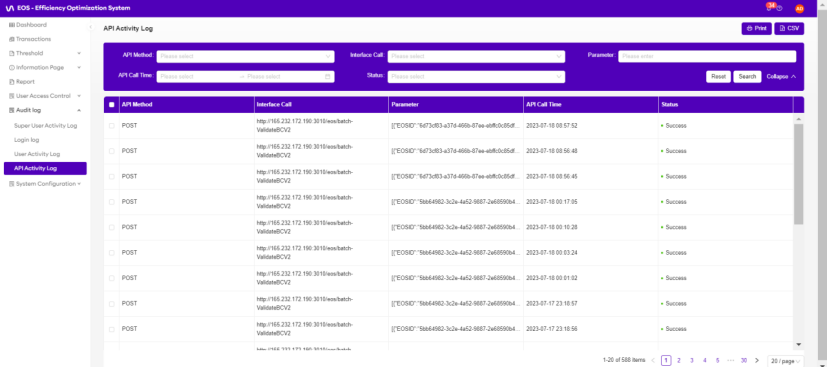 EOS - Efficiency Optimization System
34
AD
Dashboard
Transactions
Threshold
Information Page
Report
User Access Control
Audit log
Super User Activity Log
Login log
User Activity Log
API Activity Log
System Configuration
API Activity Log
Print
CSV
API Method
Please select
Interface Call
Please select
Parameter
Please enter
API Call Time
Please select
Please select
Status
Please select
Reset
Search
Collapse
API Method Interface Call Parameter API Call Time Status
POST http://165.232.172.190:3010/eos/batch-ValidateBCV2 [{"EOSID":"6d73cf83-a37d-466b-87ee-ebffc0c85df... 2023-07-18 08:57:52 Success
POST http://165.232.172.190:3010/eos/batch-ValidateBCV2 [{"EOSID":"6d73cf83-a37d-466b-87ee-ebffc0c85df... 2023-07-18 08:56:48 Success
POST http://165.232.172.190:3010/eos/batch-ValidateBCV2 [{"EOSID":"6d73cf83-a37d-466b-87ee-ebffc0c85df... 2023-07-18 08:56:45 Success
POST http://165.232.172.190:3010/eos/batch-ValidateBCV2 [{"EOSID":"5bb64982-3c2e-4a52-9887-2e68590b4... 2023-07-18 00:17:05 Success
POST http://165.232.172.190:3010/eos/batch-ValidateBCV2 [{"EOSID":"5bb64982-3c2e-4a52-9887-2e68590b4... 2023-07-18 00:10:28 Success
POST http://165.232.172.190:3010/eos/batch-ValidateBCV2 [{"EOSID":"5bb64982-3c2e-4a52-9887-2e68590b4... 2023-07-18 00:03:24 Success
POST http://165.232.172.190:3010/eos/batch-ValidateBCV2 [{"EOSID":"5bb64982-3c2e-4a52-9887-2e68590b4... 2023-07-18 00:01:02 Success
POST http://165.232.172.190:3010/eos/batch-ValidateBCV2 [{"EOSID":"5bb64982-3c2e-4a52-9887-2e68590b4... 2023-07-17 23:18:57 Success
POST http://165.232.172.190:3010/eos/batch-ValidateBCV2 [{"EOSID":"5bb64982-3c2e-4a52-9887-2e68590b4... 2023-07-17 23:18:56 Success
1-20 of 588 items 1 2 3 4 5 ••• 30 20 / page